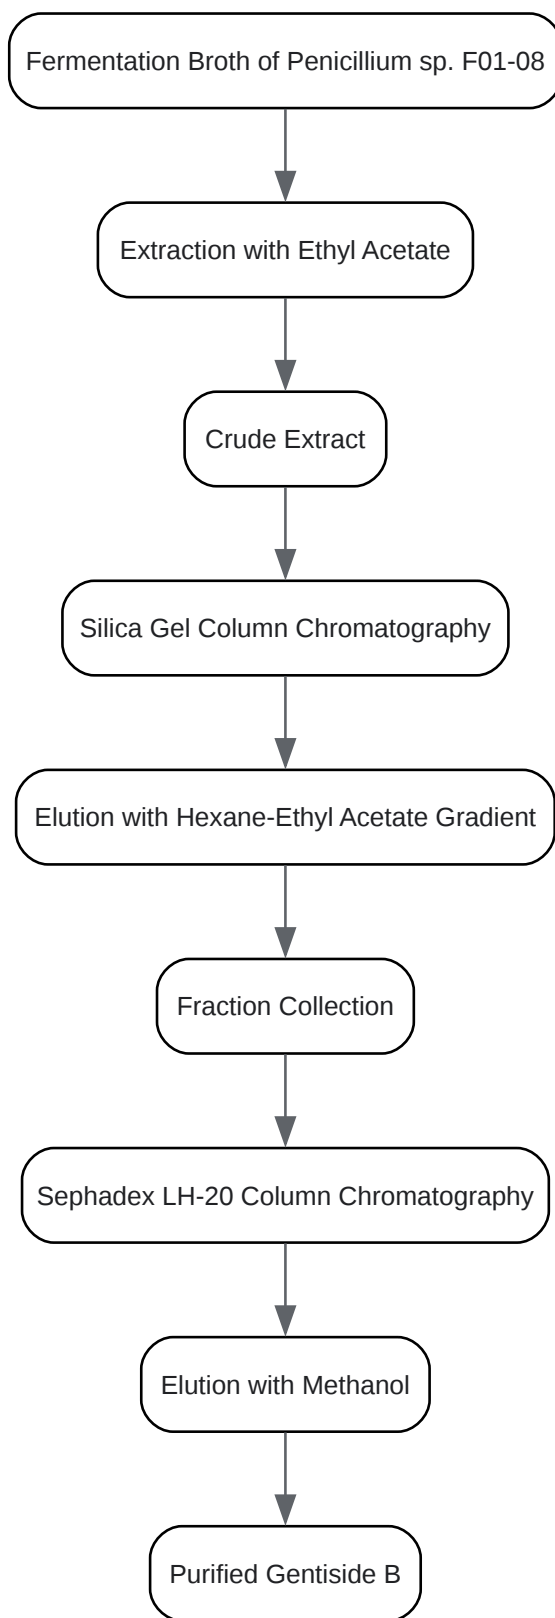 Fermentation Broth of Penicillium sp. F01-08
Extraction with Ethyl Acetate
Crude Extract
Silica Gel Column Chromatography
Elution with Hexane-Ethyl Acetate Gradient
Fraction Collection
Sephadex LH-20 Column Chromatography
Elution with Methanol
Purified Gentiside B